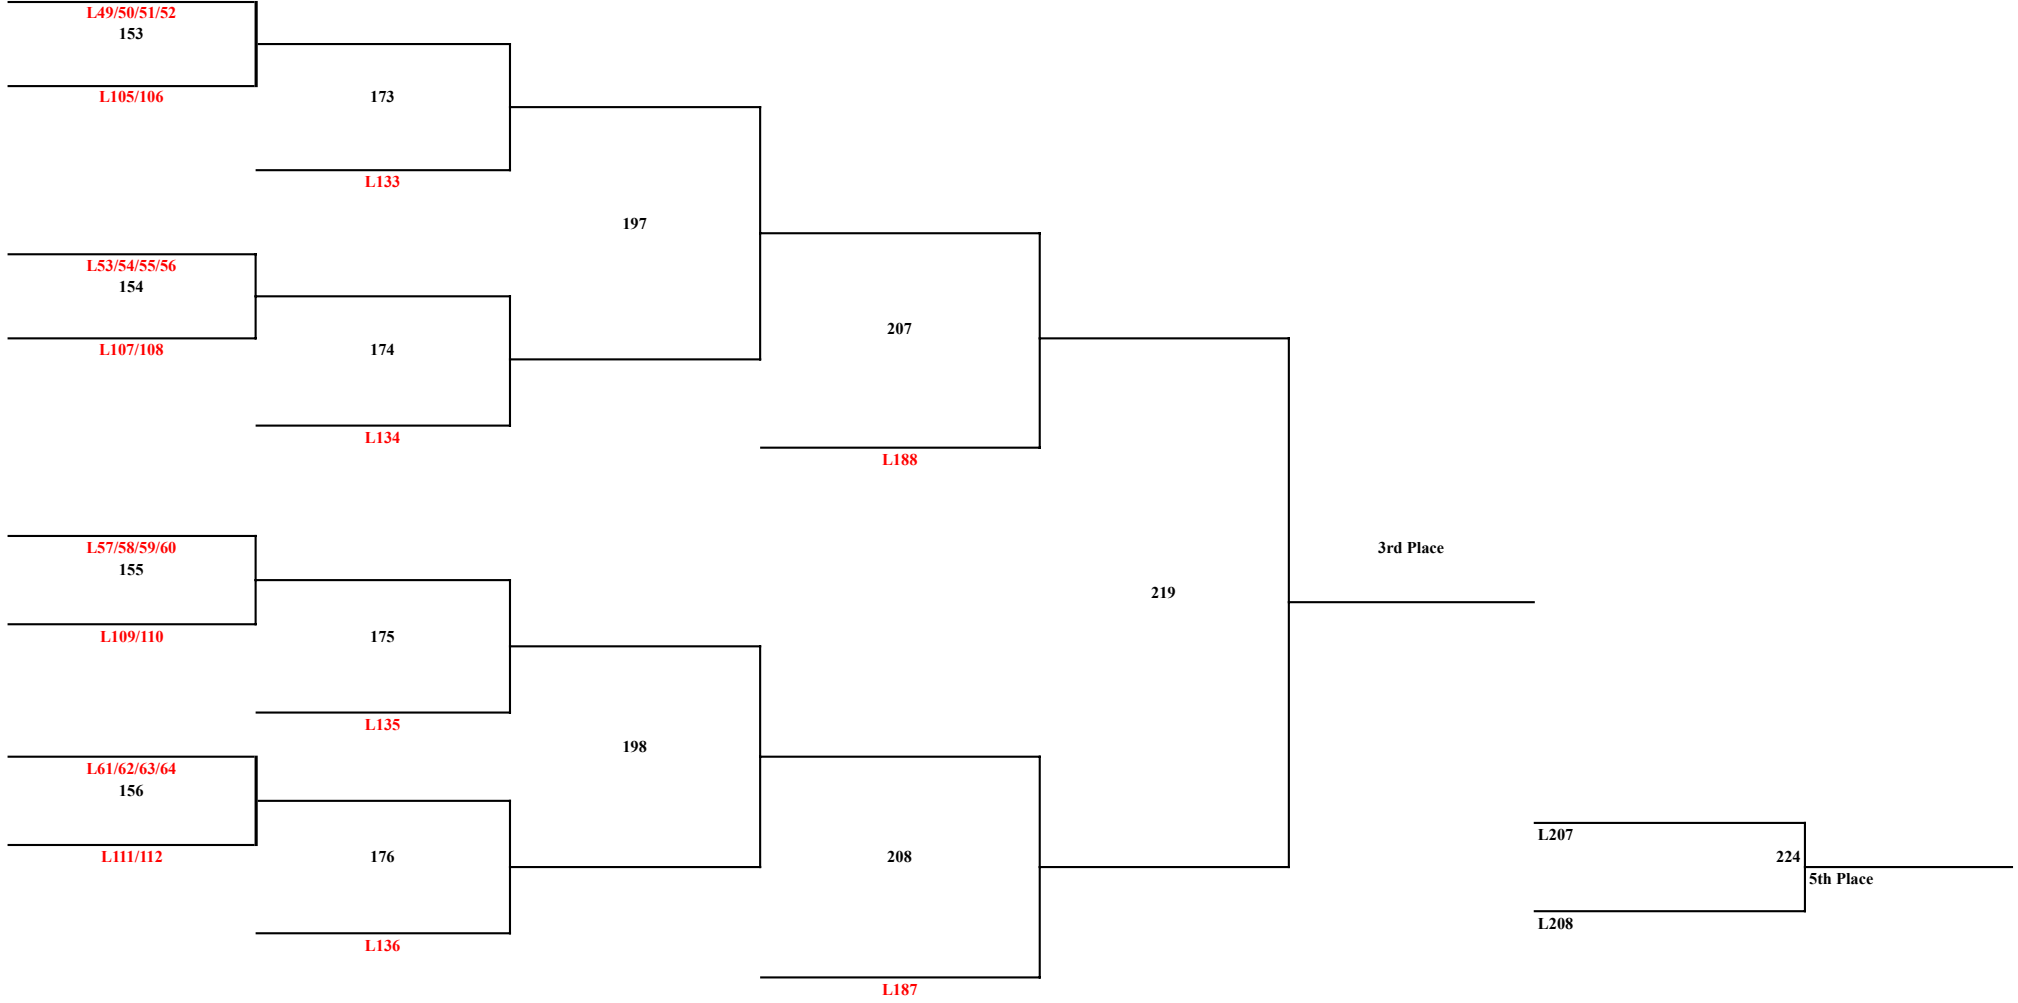 L49/50/51/52
153
L105/106
173
L133
197
L53/54/55/56
154
207
L107/108
174
L134
L188
L57/58/59/60
3rd Place
155
219
L109/110
175
L135
198
L61/62/63/64
156
L207
L111/112
176
208
224
5th Place
L208
L136
L187